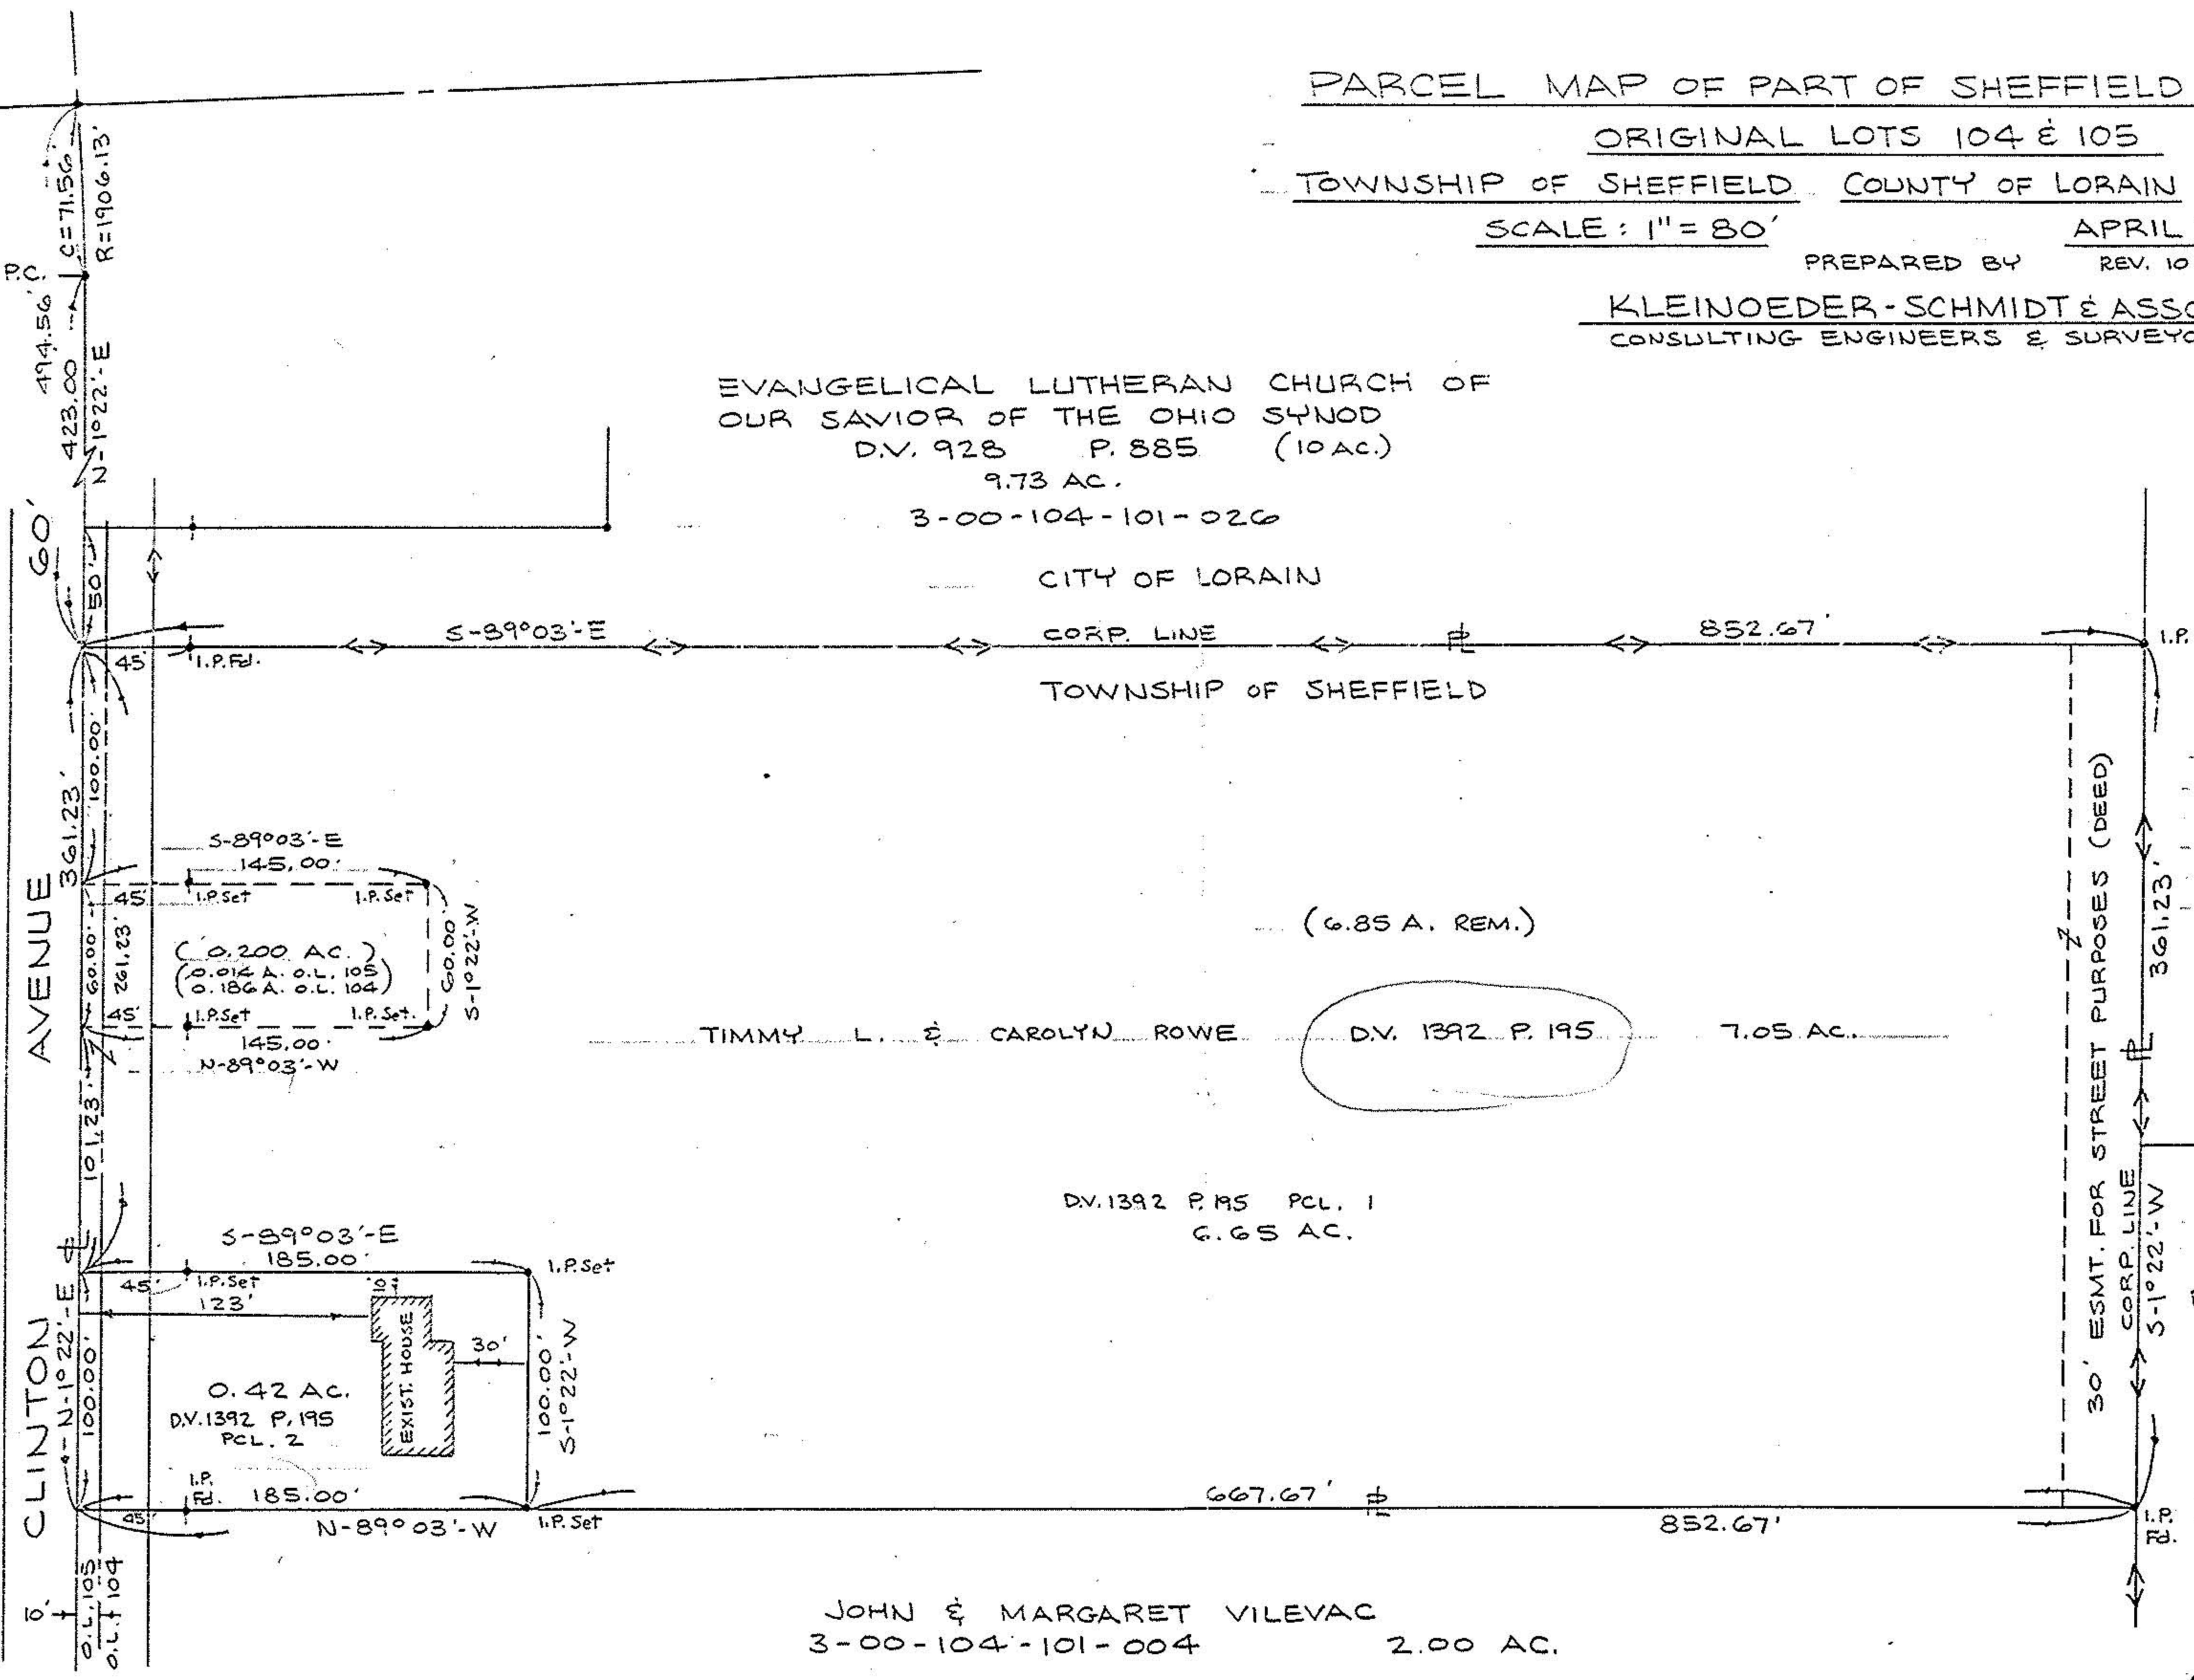 PARCEL MAP OF PART OF SHEFFIELD
ORIGINAL LOTS 104 & 105
TOWNSHIP OF SHEFFIELD COUNTY OF LORAIN
SCALE : 1" = 80' APRIL
PREPARED BY REV. 10
KLEINOEDER-SCHMIDT & ASSO
CONSULTING ENGINEERS & SURVEYO
C=71.56'
R=1906.13'
P.C.
494.56'
423.00
N-1°22'-E
EVANGELICAL LUTHERAN CHURCH OF
OUR SAVIOR OF THE OHIO SYNOD
D.V. 928 P. 885 (10 AC.)
9.73 AC.
3-00-104-101-026
60'
50'
CITY OF LORAIN
S-89°03'-E CORP. LINE PL 852.67' I.P.
45' I.P.Fd.
TOWNSHIP OF SHEFFIELD
361.23'
100.00'
S-89°03'-E
145.00'
45' I.P.Set I.P.Set
60.00'
261.23'
( 0.200 AC. )
(0.014 A. O.L. 105
0.186 A. O.L. 104)
60.00'
S-1°22'-W
45' I.P.Set I.P.Set.
145.00'
N-89°03'-W
(6.85 A. REM.)
TIMMY L. & CAROLYN ROWE D.V. 1392 P. 195 7.05 AC.
D.V. 1392 P. 195 PCL. 1
6.65 AC.
30' ESMT. FOR STREET PURPOSES (DEED)
CORP. LINE
361.23'
PL
S-1°22'-W
AVENUE
101.23'
PL
S-89°03'-E
185.00'
45' I.P.Set I.P.Set
123'
10'
EXIST. HOUSE
30'
100.00'
S-1°22'-W
0.42 AC.
D.V. 1392 P. 195
PCL. 2
CLINTON
N-1°22'-E
100.00'
I.P.
Fd.
185.00'
45'
N-89°03'-W I.P.Set
667.67' PL
852.67'
I.P.
Fd.
O.L. 105
O.L. 104
JOHN & MARGARET VILEVAC
3-00-104-101-004 2.00 AC.